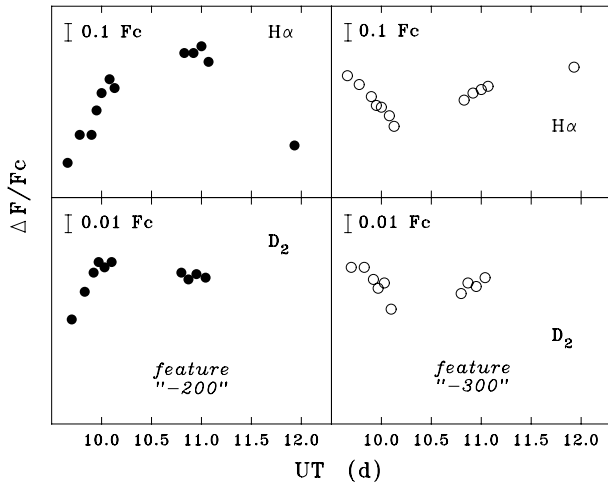 0.1 Fc
Hα
0.1 Fc
Hα
ΔF/Fc
0.01 Fc
D2
feature
"−200"
0.01 Fc
D2
feature
"−300"
10.0 10.5 11.0 11.5 12.0
10.0 10.5 11.0 11.5 12.0
UT (d)